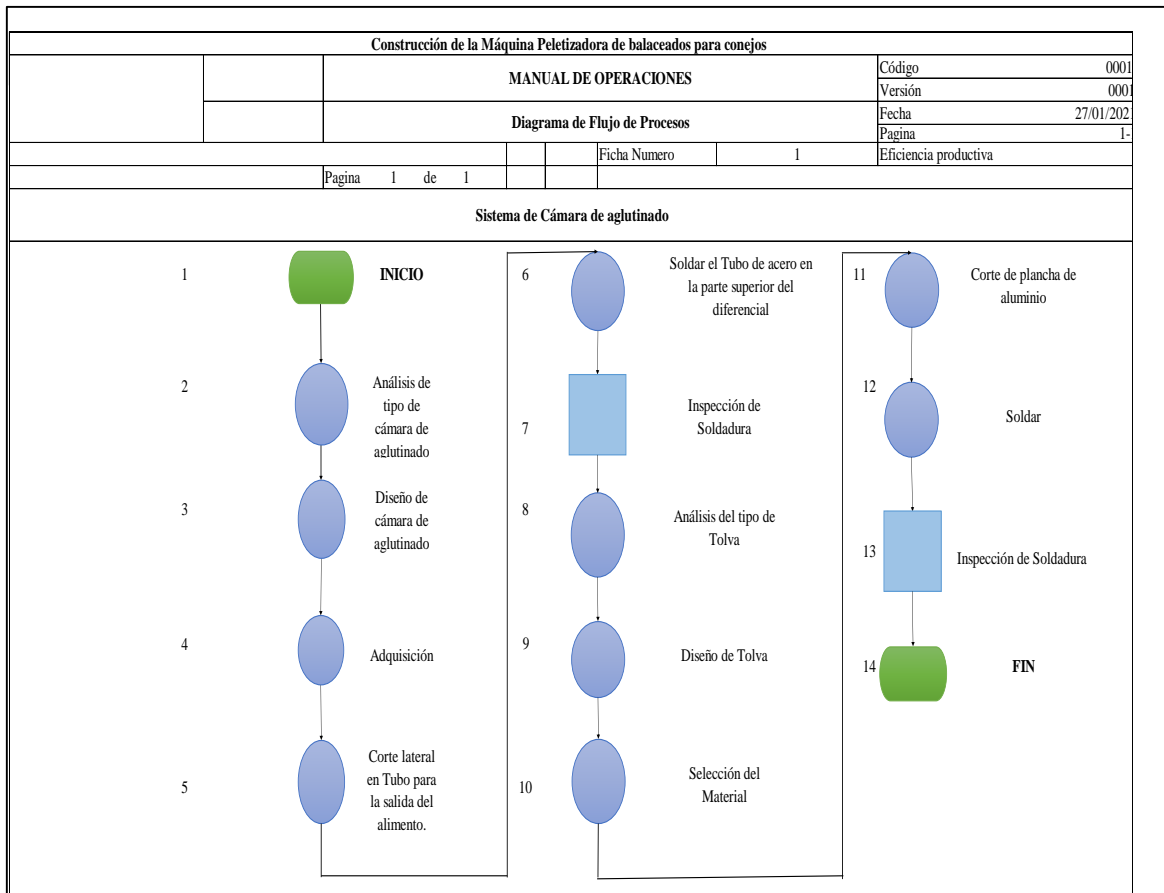 Construcción de la Máquina Peletizadora de balaceados para conejos
MANUAL DE OPERACIONES
Código 0001
Versión 0001
Diagrama de Flujo de Procesos
Fecha 27/01/202
Pagina 1-
Ficha Numero 1
Eficiencia productiva
Pagina 1 de 1
Sistema de Cámara de aglutinado
1
INICIO
2
Análisis de
tipo de
cámara de
aglutinado
3
Diseño de
cámara de
aglutinado
4
Adquisición
5
Corte lateral
en Tubo para
la salida del
alimento.
6
Soldar el Tubo de acero en
la parte superior del
diferencial
7
Inspección de
Soldadura
8
Análisis del tipo de
Tolva
9
Diseño de Tolva
10
Selección del
Material
11
Corte de plancha de
aluminio
12
Soldar
13
Inspección de Soldadura
14
FIN